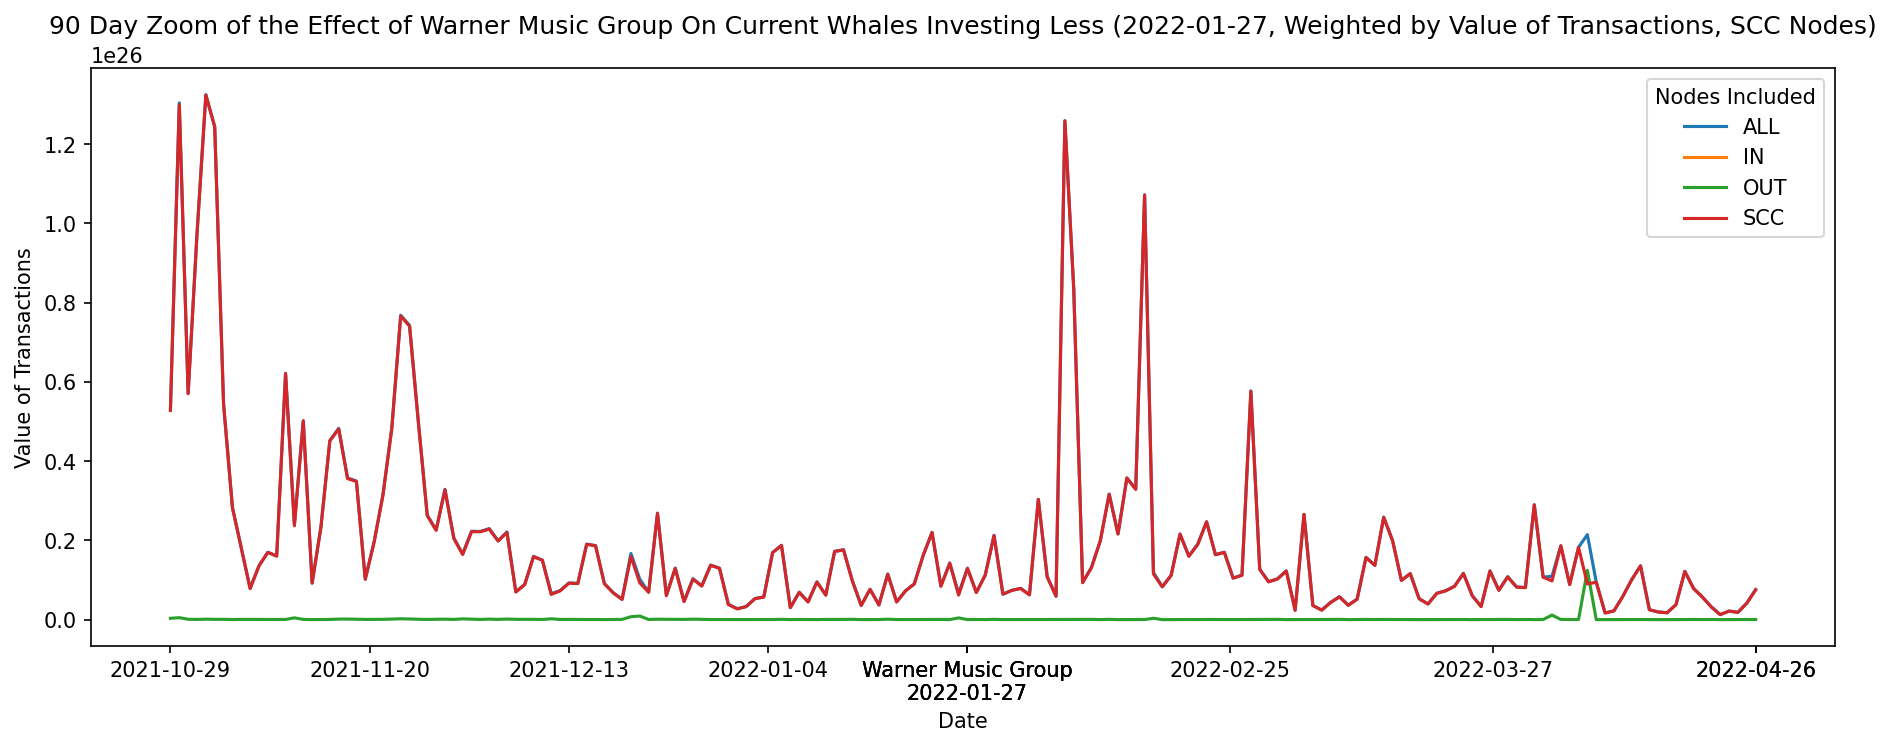 90 Day Zoom of the Effect of Warner Music Group On Current Whales Investing Less (2022-01-27, Weighted by Value of Transactions, SCC Nodes)
1e26
Nodes Included
ALL
IN
OUT
SCC
1.2
1.0
0.8
0.6
0.4
0.2
0.0
Value of Transactions
2021-10-29
2021-11-20
2021-12-13
2022-01-04
Warner Music Group
2022-01-27
2022-02-25
2022-03-27
2022-04-26
Date